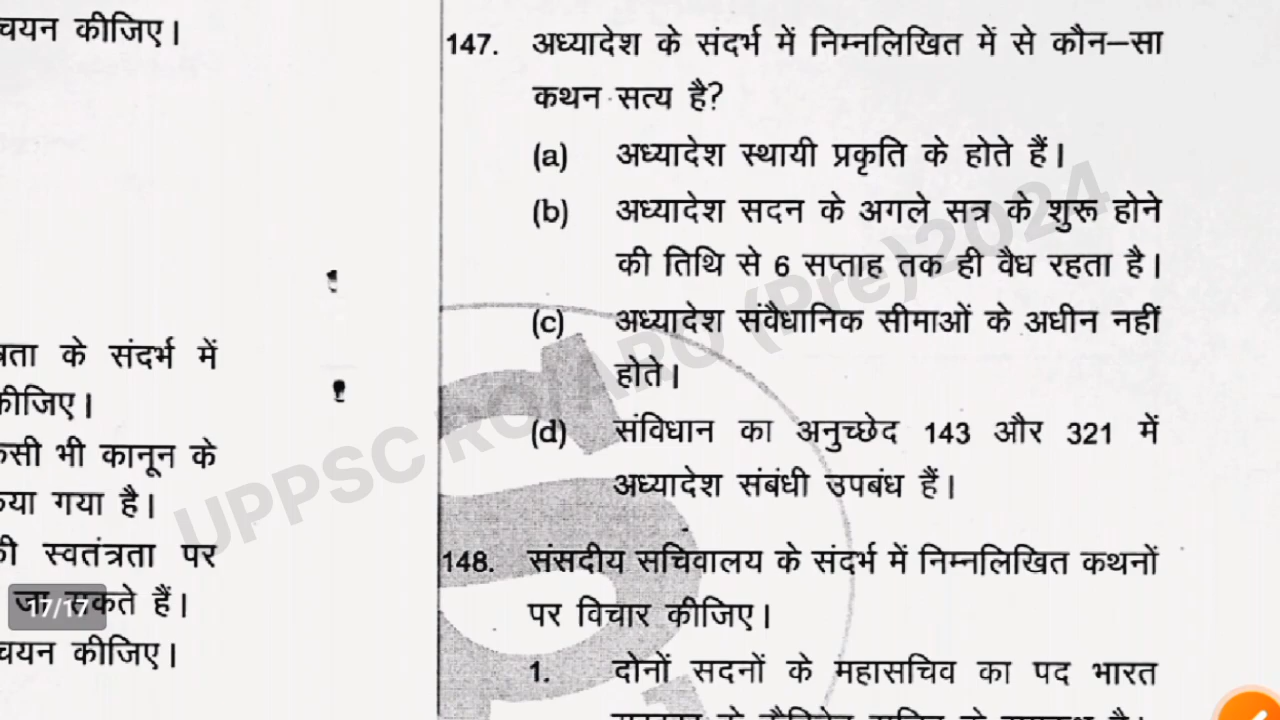 चयन कीजिए।
त्रता के संदर्भ में
कीजिए।
कसी भी कानून के
कया गया है।
की स्वतंत्रता पर
जा सकते हैं।
17/17
चयन कीजिए।
147. अध्यादेश के संदर्भ में निम्नलिखित में से कौन–सा
कथन सत्य है?
(a) अध्यादेश स्थायी प्रकृति के होते हैं।
(b) अध्यादेश सदन के अगले सत्र के शुरू होने
की तिथि से 6 सप्ताह तक ही वैध रहता है।
(c) अध्यादेश संवैधानिक सीमाओं के अधीन नहीं
होते।
(d) संविधान का अनुच्छेद 143 और 321 में
अध्यादेश संबंधी उपबंध हैं।
148. संसदीय सचिवालय के संदर्भ में निम्नलिखित कथनों
पर विचार कीजिए।
1. दोनों सदनों के महासचिव का पद भारत
UPPSC RO/ARO (Pre) 2024